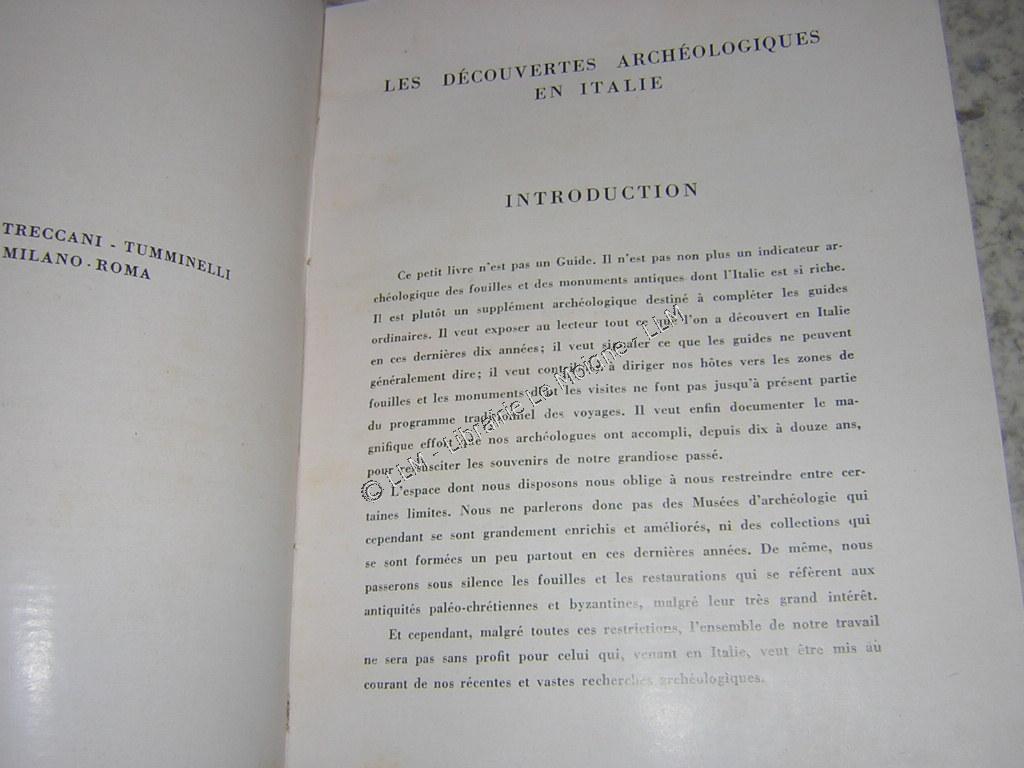 TRECCANI - TUMMINELLI
MILANO - ROMA
LES DÉCOUVERTES ARCHÉOLOGIQUES
EN ITALIE
INTRODUCTION
Ce petit livre n'est pas un Guide. Il n'est pas non plus un indicateur ar-
chéologique des fouilles et des monuments antiques dont l'Italie est si riche.
Il est plutôt un supplément archéologique destiné à compléter les guides
ordinaires. Il veut exposer au lecteur tout ce que l'on a découvert en Italie
en ces dernières dix années; il veut signaler ce que les guides ne peuvent
généralement dire; il veut contribuer à diriger nos hôtes vers les zones de
fouilles et les monuments dont les visites ne font pas jusqu'à présent partie
du programme traditionnel des voyages. Il veut enfin documenter le ma-
gnifique effort que nos archéologues ont accompli, depuis dix à douze ans,
pour ressusciter les souvenirs de notre grandiose passé.
L'espace dont nous disposons nous oblige à nous restreindre entre cer-
taines limites. Nous ne parlerons donc pas des Musées d'archéologie qui
cependant se sont grandement enrichis et améliorés, ni des collections qui
se sont formées un peu partout en ces dernières années. De même, nous
passerons sous silence les fouilles et les restaurations qui se réfèrent aux
antiquités paléo-chrétiennes et byzantines, malgré leur très grand intérêt.
Et cependant, malgré toutes ces restrictions, l'ensemble de notre travail
ne sera pas sans profit pour celui qui, venant en Italie, veut être mis au
courant de nos récentes et vastes recherches archéologiques.
© LLM - Librairie Le Moigne - LLM